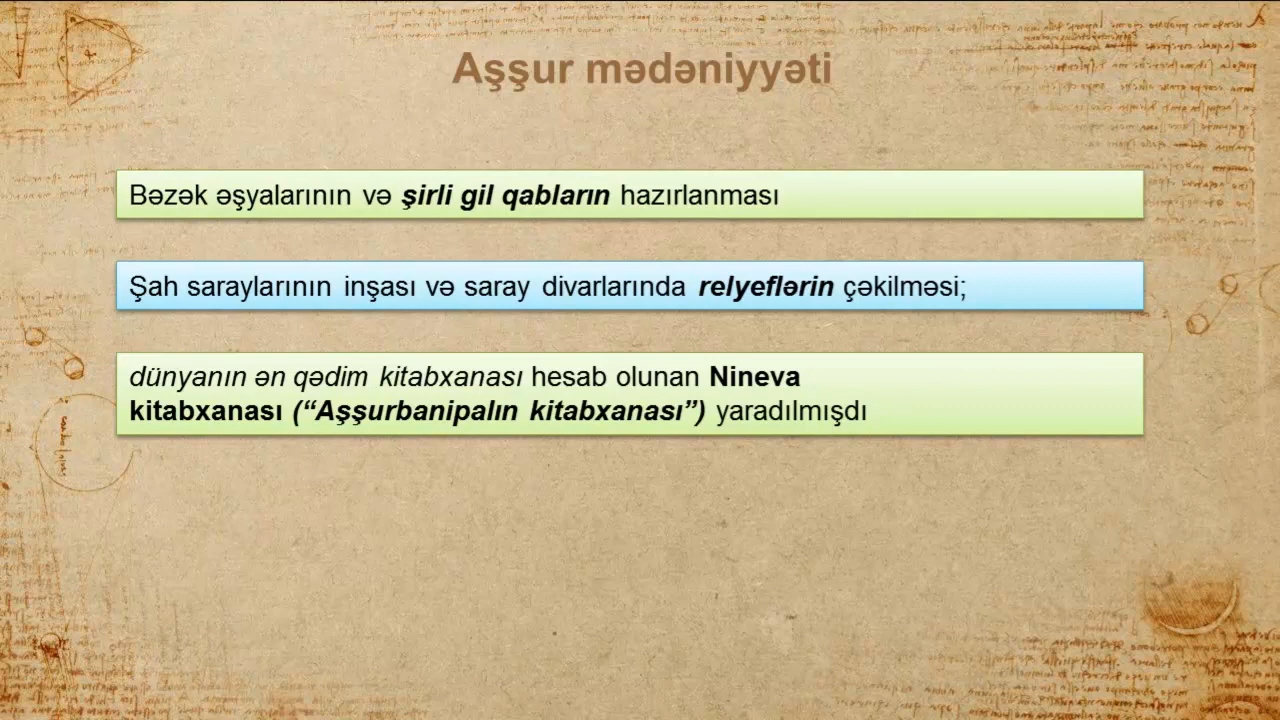 Aşşur mədəniyyəti
Bəzək əşyalarının və şirli gil qabların hazırlanması
Şah saraylarının inşası və saray divarlarında relyeflərin çəkilməsi;
dünyanın ən qədim kitabxanası hesab olunan Nineva
kitabxanası (“Aşşurbanipalın kitabxanası”) yaradılmışdı